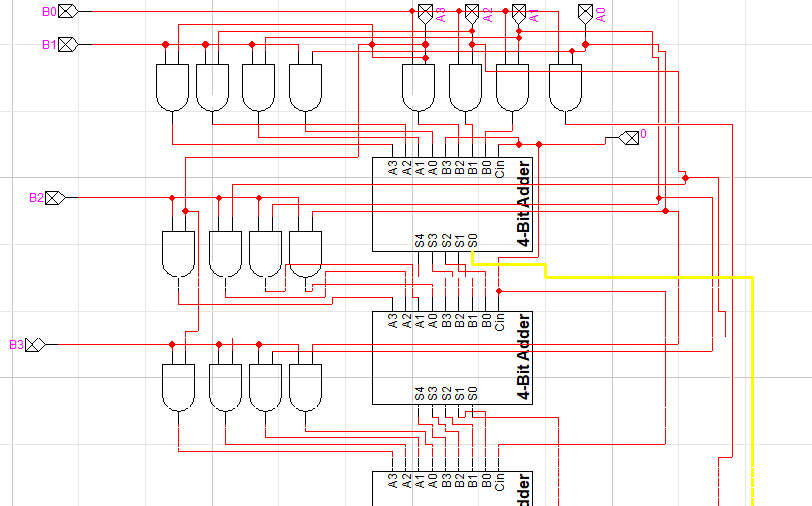 B0 A3 A2 A1 A0
B1
0
A3 A2 A1 A0 B3 B2 B1 B0 Cin
4-Bit Adder
B2
S4 S3 S2 S1 S0
A3 A2 A1 A0 B3 B2 B1 B0 Cin
4-Bit Adder
B3
S4 S3 S2 S1 S0
A3 A2 A1 A0 B3 B2 B1 B0 Cin
dder